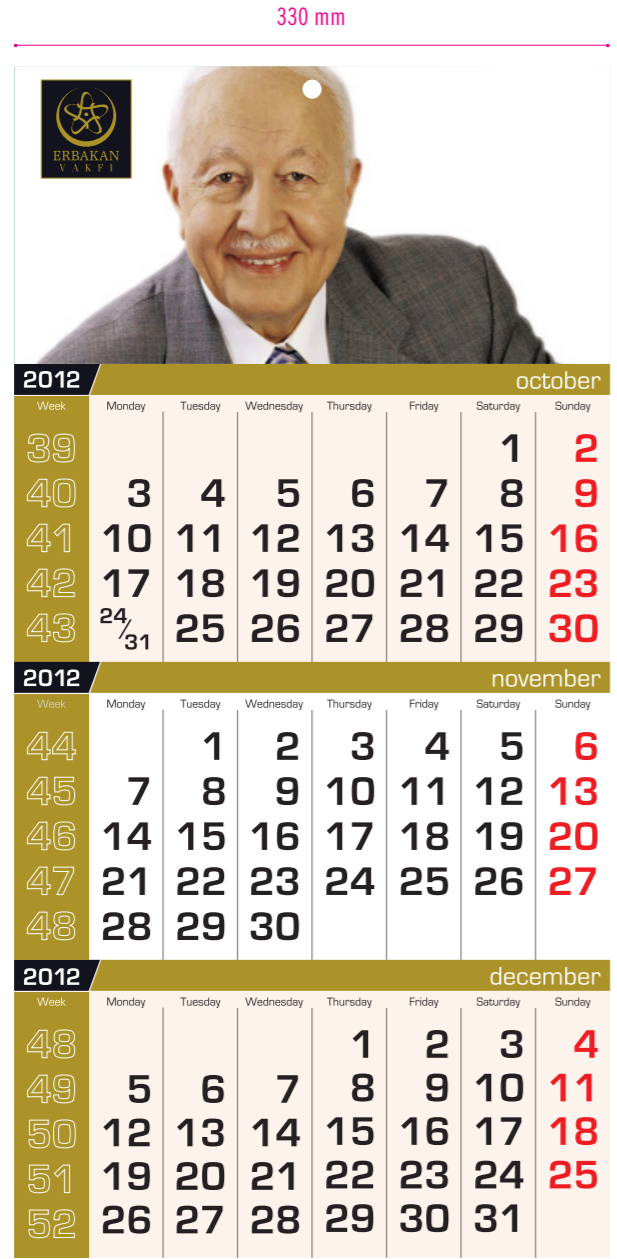 330 mm
ERBAKAN
VAKFI
2012 october
Week Monday Tuesday Wednesday Thursday Friday Saturday Sunday
39 1 2
40 3 4 5 6 7 8 9
41 10 11 12 13 14 15 16
42 17 18 19 20 21 22 23
43 24/31 25 26 27 28 29 30
2012 november
Week Monday Tuesday Wednesday Thursday Friday Saturday Sunday
44 1 2 3 4 5 6
45 7 8 9 10 11 12 13
46 14 15 16 17 18 19 20
47 21 22 23 24 25 26 27
48 28 29 30
2012 december
Week Monday Tuesday Wednesday Thursday Friday Saturday Sunday
48 1 2 3 4
49 5 6 7 8 9 10 11
50 12 13 14 15 16 17 18
51 19 20 21 22 23 24 25
52 26 27 28 29 30 31